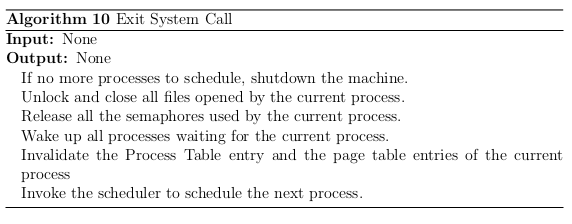 Algorithm 10 Exit System Call
Input: None
Output: None
If no more processes to schedule, shutdown the machine.
Unlock and close all files opened by the current process.
Release all the semaphores used by the current process.
Wake up all processes waiting for the current process.
Invalidate the Process Table entry and the page table entries of the current
process
Invoke the scheduler to schedule the next process.